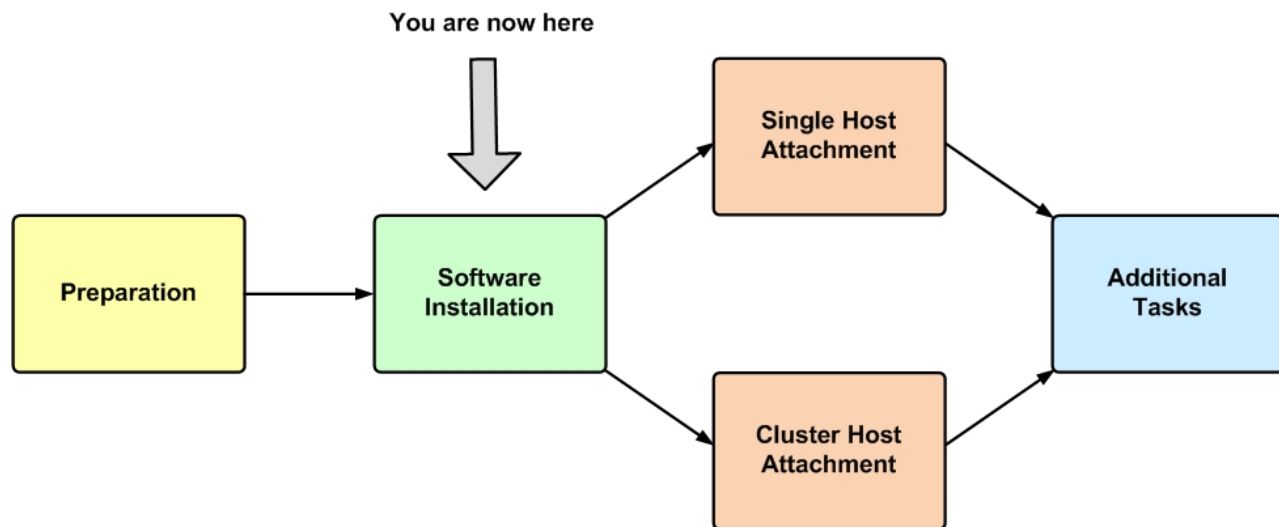 You are now here
Preparation
Software
Installation
Single Host
Attachment
Cluster Host
Attachment
Additional
Tasks